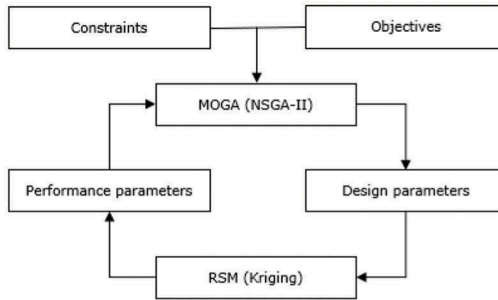 Constraints
Objectives
MOGA (NSGA-II)
Performance parameters
Design parameters
RSM (Kriging)